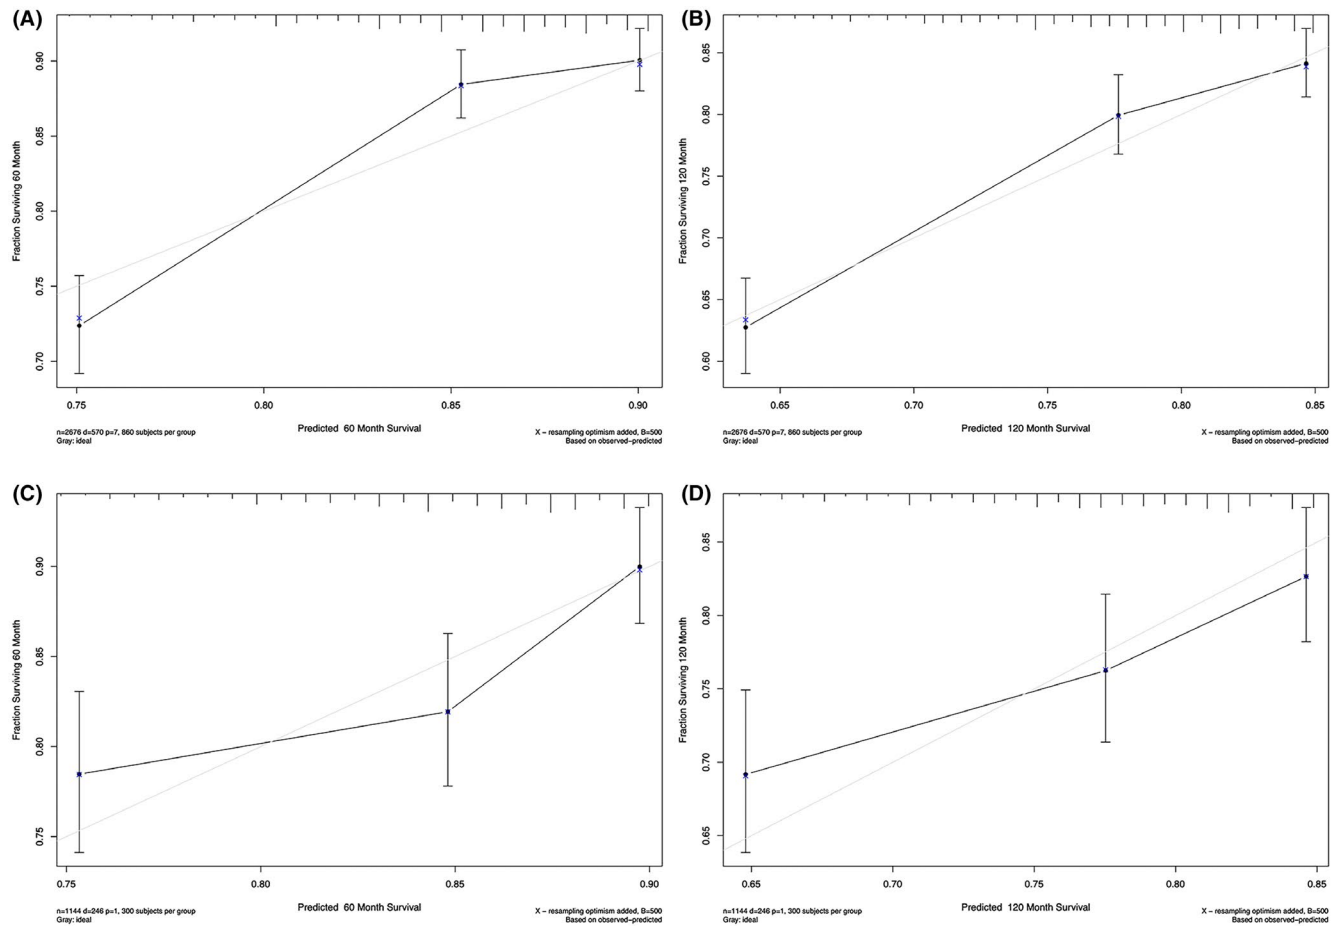 (A)
Fraction Surviving 60 Month
0.90
0.85
0.80
0.75
0.70
0.75 0.80 0.85 0.90
Predicted 60 Month Survival
n=2676 d=570 p=7, 860 subjects per group
Gray: ideal
X − resampling optimism added, B=500
Based on observed−predicted
(B)
Fraction Surviving 120 Month
0.85
0.80
0.75
0.70
0.65
0.60
0.65 0.70 0.75 0.80 0.85
Predicted 120 Month Survival
n=2676 d=570 p=7, 860 subjects per group
Gray: ideal
X − resampling optimism added, B=500
Based on observed−predicted
(C)
Fraction Surviving 60 Month
0.90
0.85
0.80
0.75
0.75 0.80 0.85 0.90
Predicted 60 Month Survival
n=1144 d=246 p=1, 300 subjects per group
Gray: ideal
X − resampling optimism added, B=500
Based on observed−predicted
(D)
Fraction Surviving 120 Month
0.85
0.80
0.75
0.70
0.65
0.65 0.70 0.75 0.80 0.85
Predicted 120 Month Survival
n=1144 d=246 p=1, 300 subjects per group
Gray: ideal
X − resampling optimism added, B=500
Based on observed−predicted